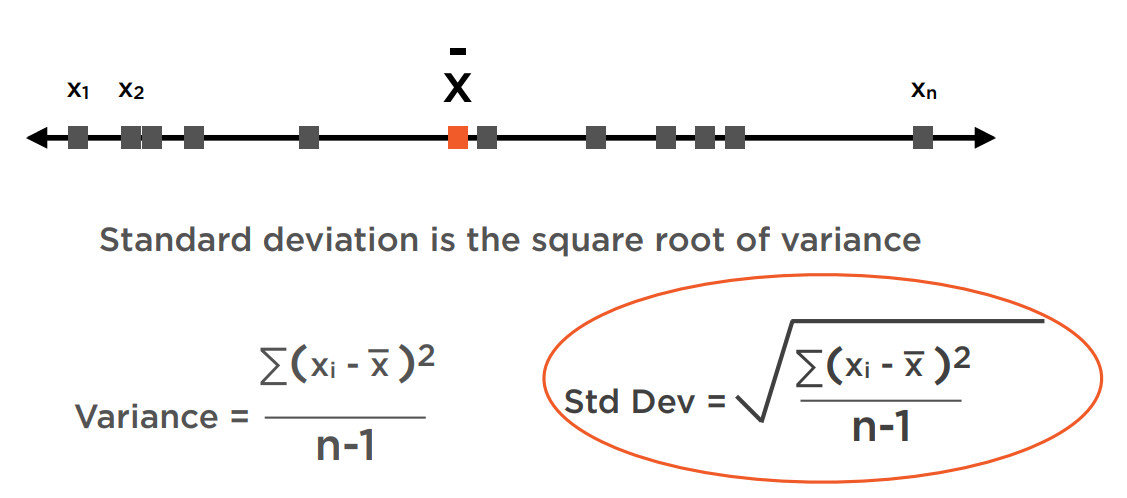 x̄
x₁ x₂ xₙ
Standard deviation is the square root of variance
Variance = ∑(xᵢ - x̄ )² / n-1
Std Dev = √ ∑(xᵢ - x̄ )² / n-1